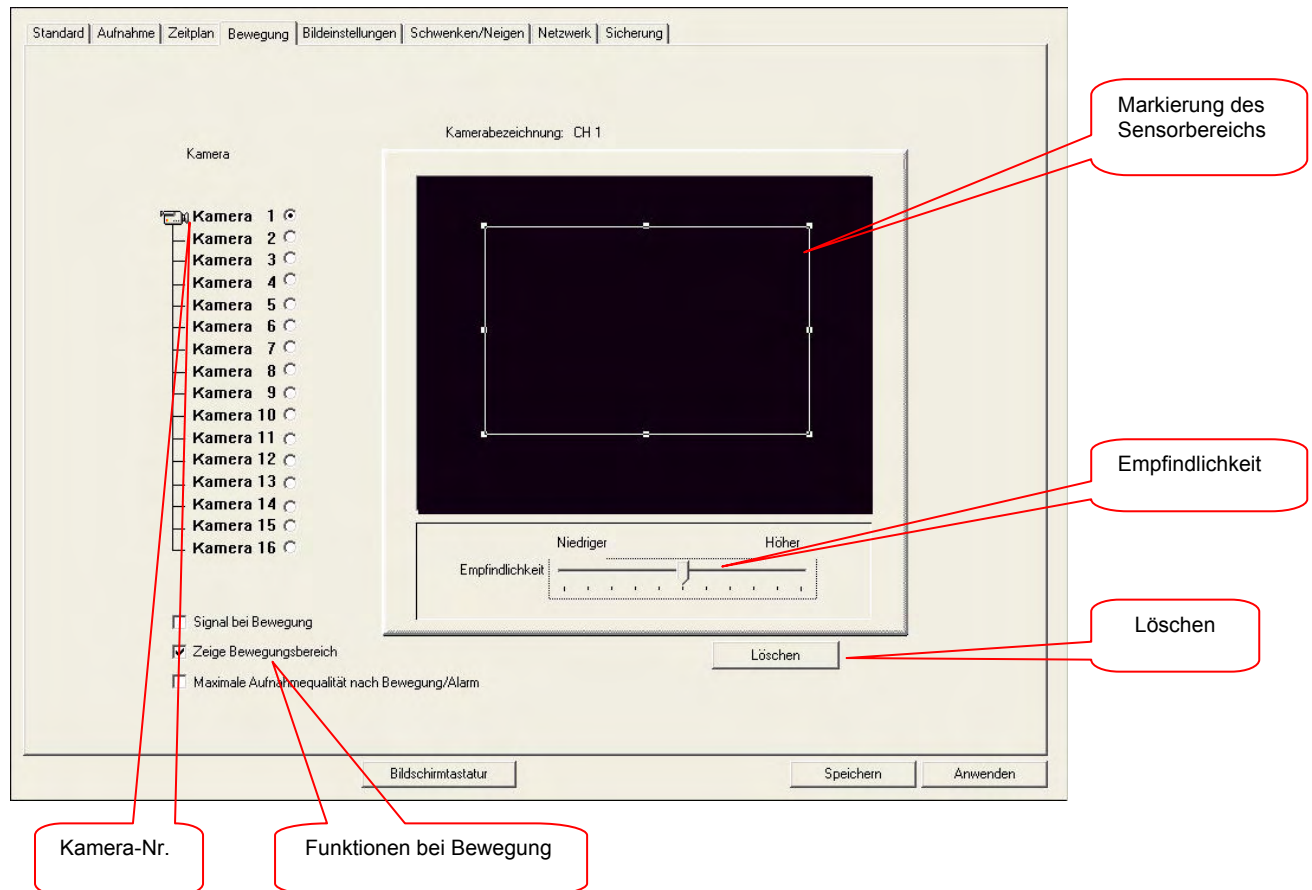 Standard Aufnahme Zeitplan Bewegung Bildeinstellungen Schwenken/Neigen Netzwerk Sicherung
Markierung des
Sensorbereichs
Kamerabezeichnung: CH 1
Kamera
Kamera 1
Kamera 2
Kamera 3
Kamera 4
Kamera 5
Kamera 6
Kamera 7
Kamera 8
Kamera 9
Kamera 10
Kamera 11
Kamera 12
Kamera 13
Kamera 14
Kamera 15
Kamera 16
Empfindlichkeit
Niedriger Höher
Empfindlichkeit
Signal bei Bewegung
Zeige Bewegungsbereich
Maximale Aufnahmequalität nach Bewegung/Alarm
Löschen
Löschen
Bildschirmtastatur Speichern Anwenden
Kamera-Nr. Funktionen bei Bewegung